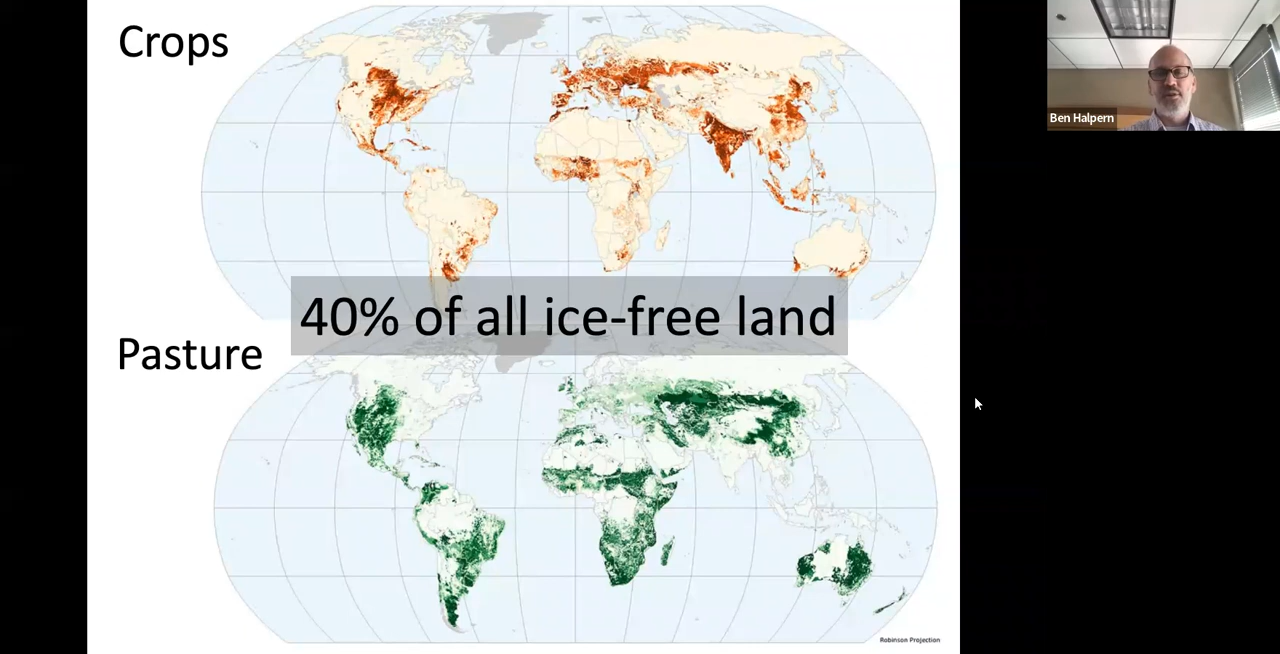 Crops
Ben Halpern
40% of all ice-free land
Pasture
Robinson Projection